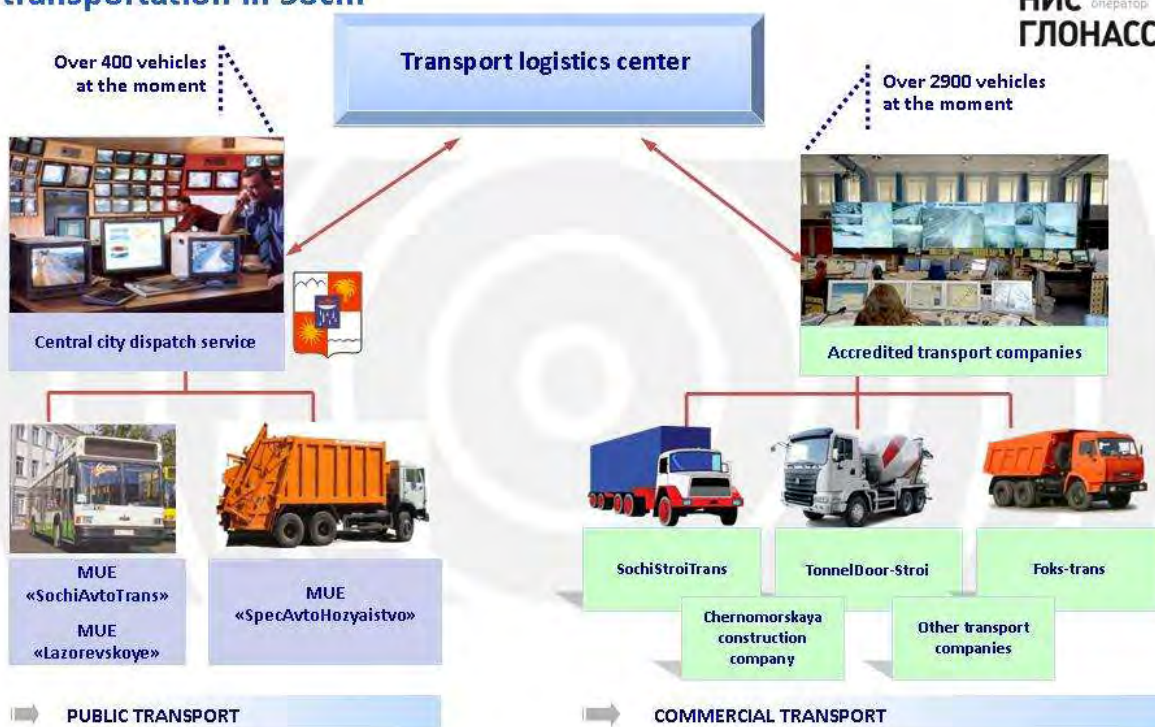 transportation in Sochi
НИС оператор
ГЛОНАСС
Over 400 vehicles
at the moment
Transport logistics center
Over 2900 vehicles
at the moment
Central city dispatch service
Accredited transport companies
MUE
«SochiAvtoTrans»
MUE
«Lazorevskoye»
MUE
«SpecAvtoHozyaistvo»
SochiStroiTrans
TonnelDoor-Stroi
Foks-trans
Chernomorskaya
construction
company
Other transport
companies
PUBLIC TRANSPORT
COMMERCIAL TRANSPORT